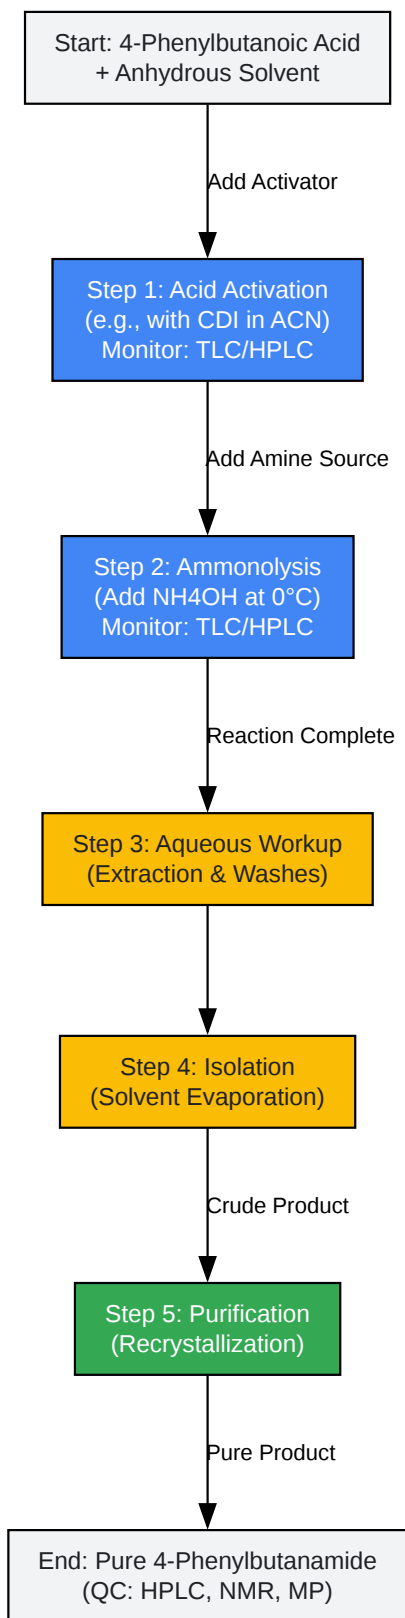 Start: 4-Phenylbutanoic Acid
+ Anhydrous Solvent
Add Activator
Step 1: Acid Activation
(e.g., with CDI in ACN)
Monitor: TLC/HPLC
Add Amine Source
Step 2: Ammonolysis
(Add NH4OH at 0°C)
Monitor: TLC/HPLC
Reaction Complete
Step 3: Aqueous Workup
(Extraction & Washes)
Step 4: Isolation
(Solvent Evaporation)
Crude Product
Step 5: Purification
(Recrystallization)
Pure Product
End: Pure 4-Phenylbutanamide
(QC: HPLC, NMR, MP)